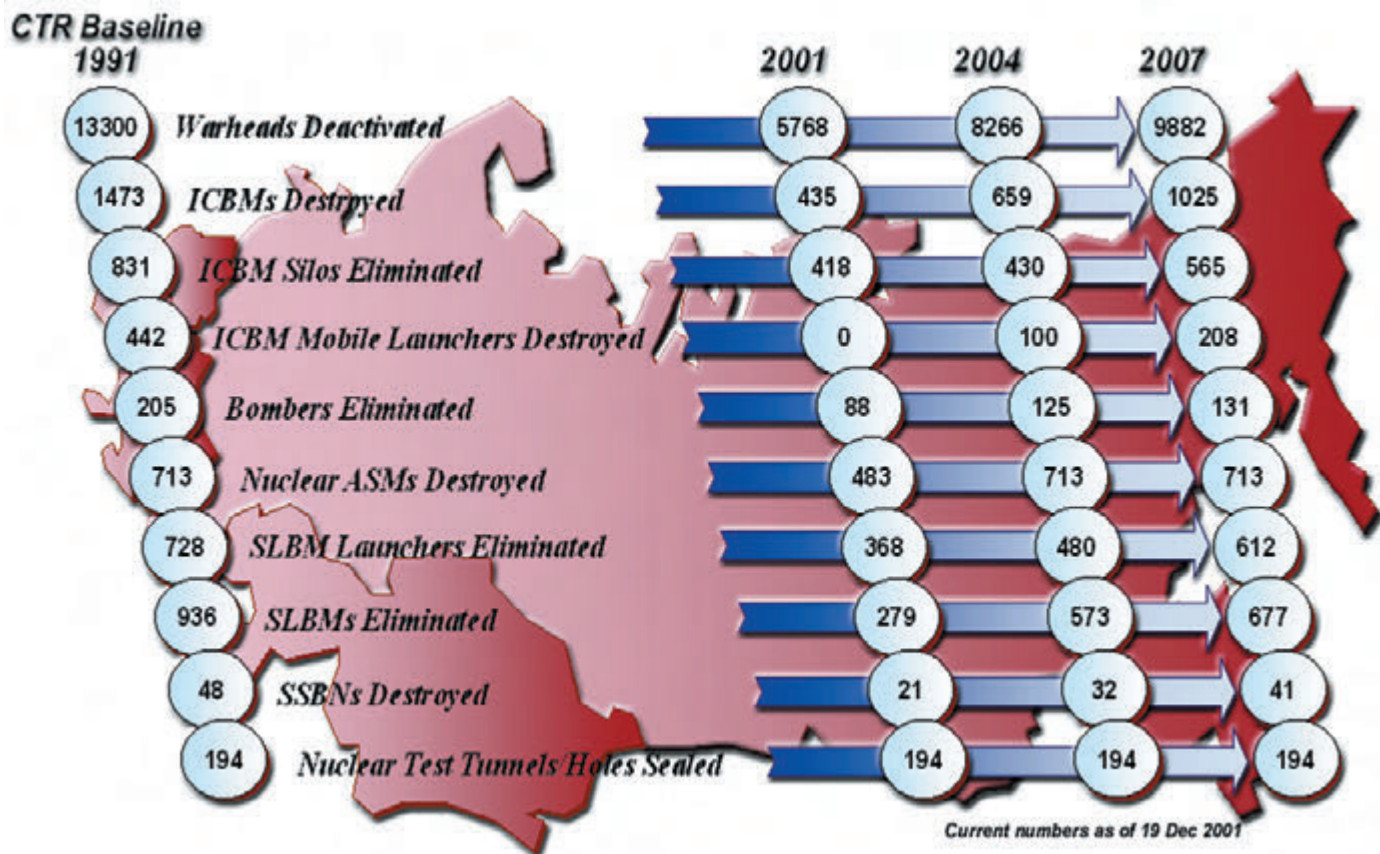 CTR Baseline
1991 2001 2004 2007
13300 Warheads Deactivated 5768 8266 9882
1473 ICBMs Destroyed 435 659 1025
831 ICBM Silos Eliminated 418 430 565
442 ICBM Mobile Launchers Destroyed 0 100 208
205 Bombers Eliminated 88 125 131
713 Nuclear ASMs Destroyed 483 713 713
728 SLBM Launchers Eliminated 368 480 612
936 SLBMs Eliminated 279 573 677
48 SSBNs Destroyed 21 32 41
194 Nuclear Test Tunnels/Holes Sealed 194 194 194
Current numbers as of 19 Dec 2001